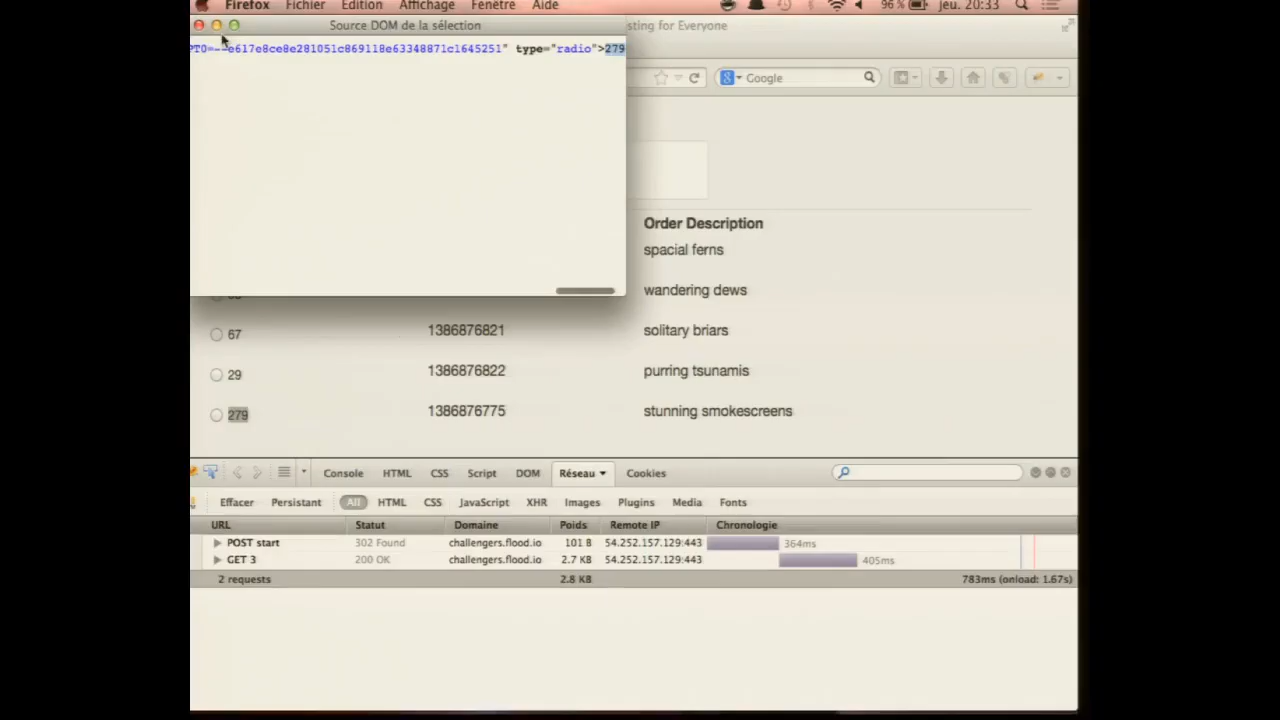 Firefox Fichier Édition Affichage Fenêtre Aide 96 % jeu. 20:33
Source DOM de la sélection
sting for Everyone
PT0=--e617e8ce8e281051c869118e63348871c1645251" type="radio">279
Google
Order Description
spacial ferns
wandering dews
67 1386876821 solitary briars
29 1386876822 purring tsunamis
279 1386876775 stunning smokescreens
Console HTML CSS Script DOM Réseau Cookies
Effacer Persistant All HTML CSS JavaScript XHR Images Plugins Media Fonts
URL Statut Domaine Poids Remote IP Chronologie
POST start 302 Found challengers.flood.io 101 B 54.252.157.129:443 364ms
GET 3 200 OK challengers.flood.io 2.7 KB 54.252.157.129:443 405ms
2 requests 2.8 KB 783ms (onload: 1.67s)